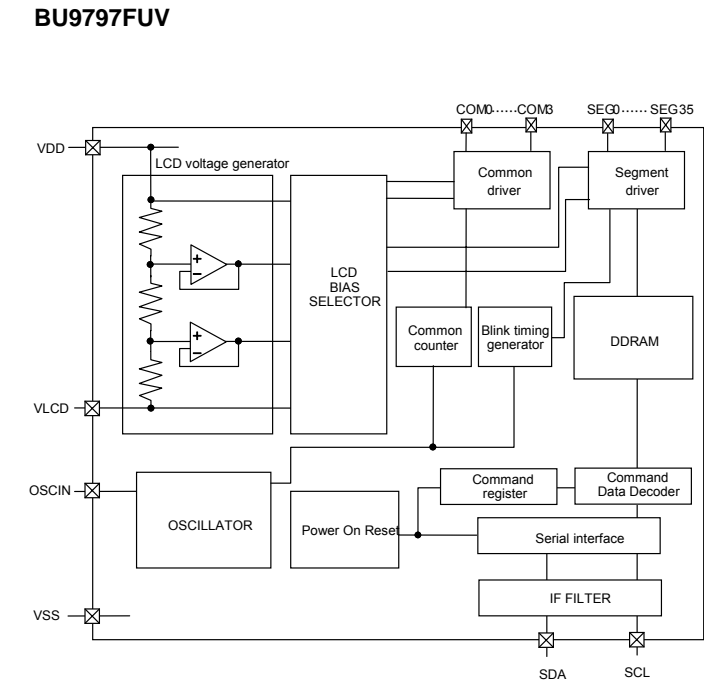 BU9797FUV
COM0……COM3
SEG0…… SEG35
VDD
LCD voltage generator
Common
driver
Segment
driver
LCD
BIAS
SELECTOR
Common
counter
Blink timing
generator
DDRAM
VLCD
OSCIN
OSCILLATOR
Power On Reset
Command
register
Command
Data Decoder
Serial interface
IF FILTER
VSS
SDA
SCL